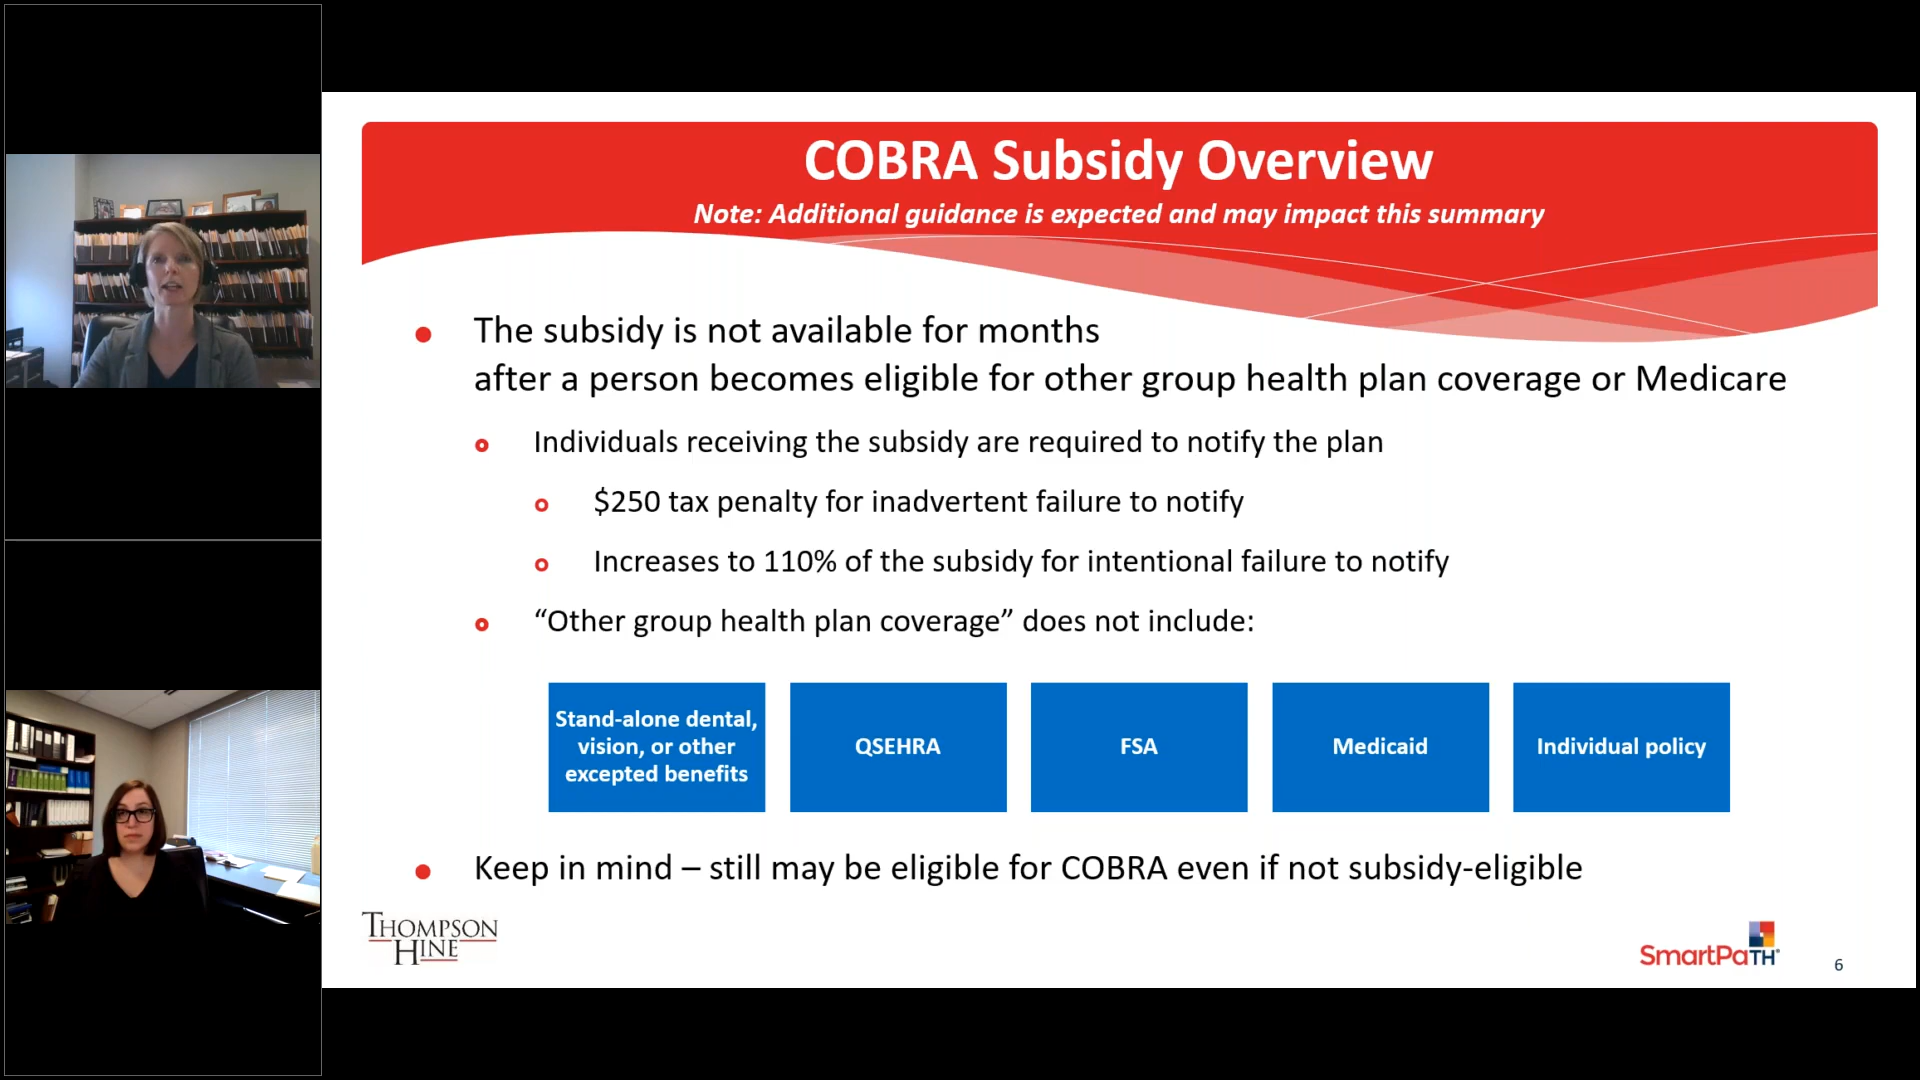 COBRA Subsidy Overview
Note: Additional guidance is expected and may impact this summary
The subsidy is not available for months
after a person becomes eligible for other group health plan coverage or Medicare
Individuals receiving the subsidy are required to notify the plan
$250 tax penalty for inadvertent failure to notify
Increases to 110% of the subsidy for intentional failure to notify
“Other group health plan coverage” does not include:
Stand-alone dental,
vision, or other
excepted benefits
QSEHRA
FSA
Medicaid
Individual policy
Keep in mind – still may be eligible for COBRA even if not subsidy-eligible
THOMPSON
HINE
SmartPaTH
6